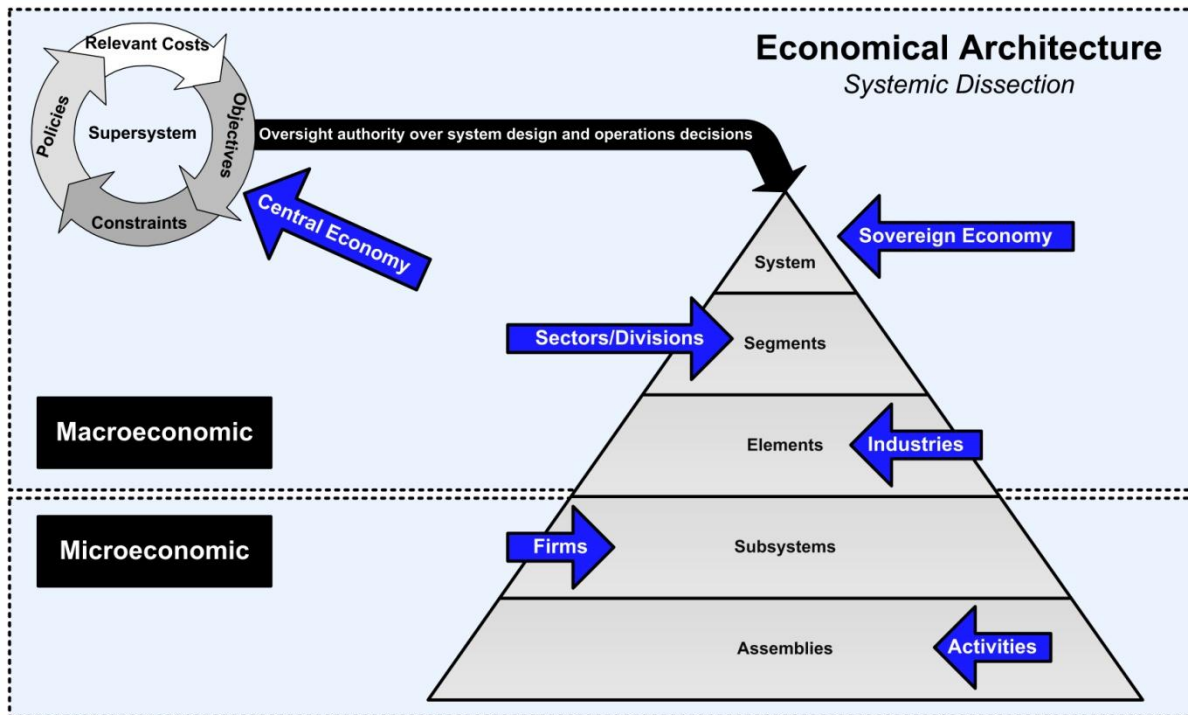 Economical Architecture
Systemic Dissection
Relevant Costs
Objectives
Constraints
Policies
Supersystem
Oversight authority over system design and operations decisions
Central Economy
Sovereign Economy
System
Sectors/Divisions
Segments
Macroeconomic
Elements
Industries
Microeconomic
Firms
Subsystems
Assemblies
Activities